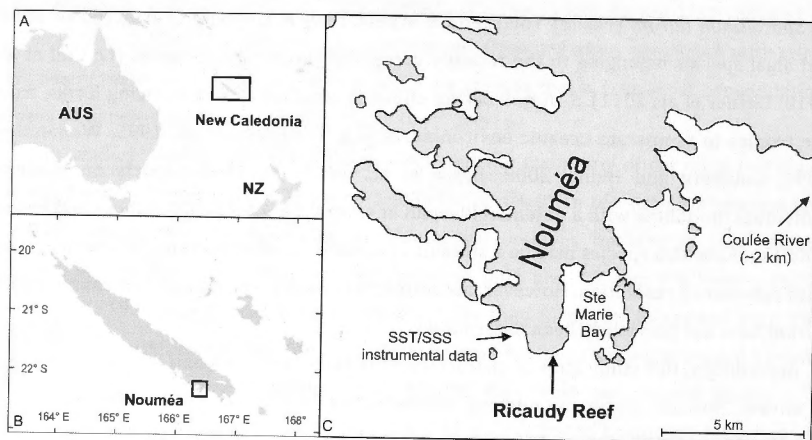 A
AUS
New Caledonia
NZ
20°
21° S
22° S
Nouméa
B
164° E
165° E
166° E
167° E
168° E
Nouméa
Coulée River
(~2 km)
Ste
Marie
Bay
SST/SSS
instrumental data
Ricaudy Reef
C
5 km